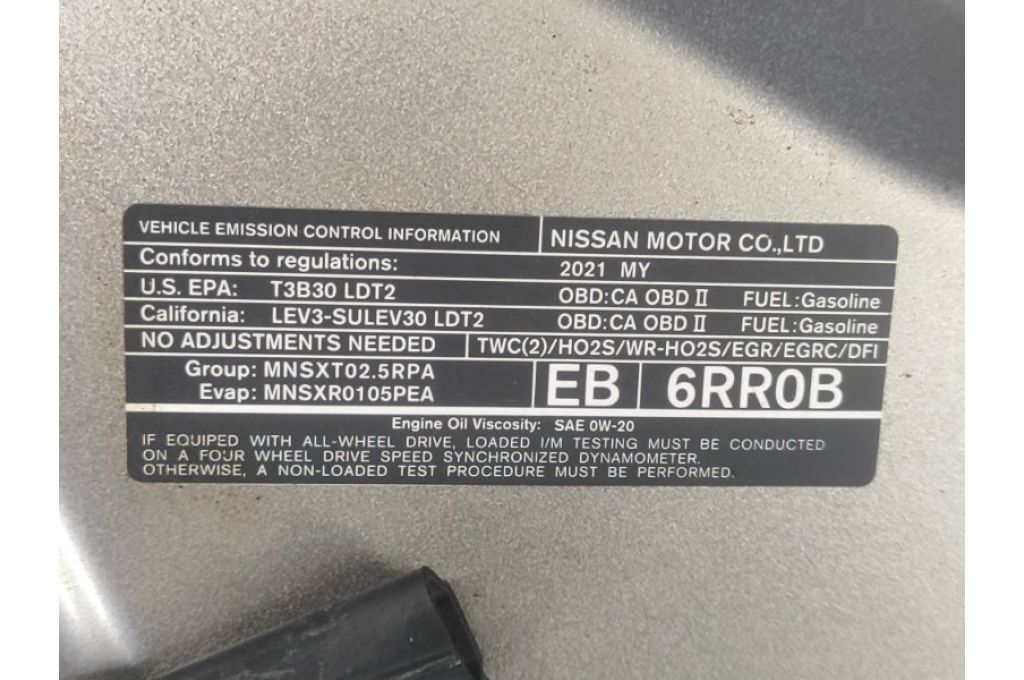 VEHICLE EMISSION CONTROL INFORMATION NISSAN MOTOR CO.,LTD
Conforms to regulations: 2021 MY
U.S. EPA: T3B30 LDT2 OBD:CA OBD II FUEL:Gasoline
California: LEV3-SULEV30 LDT2 OBD:CA OBD II FUEL:Gasoline
NO ADJUSTMENTS NEEDED TWC(2)/HO2S/WR-HO2S/EGR/EGRC/DFI
Group: MNSXT02.5RPA
Evap: MNSXR0105PEA
EB 6RR0B
Engine Oil Viscosity: SAE 0W-20
IF EQUIPED WITH ALL-WHEEL DRIVE, LOADED I/M TESTING MUST BE CONDUCTED
ON A FOUR WHEEL DRIVE SPEED SYNCHRONIZED DYNAMOMETER.
OTHERWISE, A NON-LOADED TEST PROCEDURE MUST BE PERFORMED.